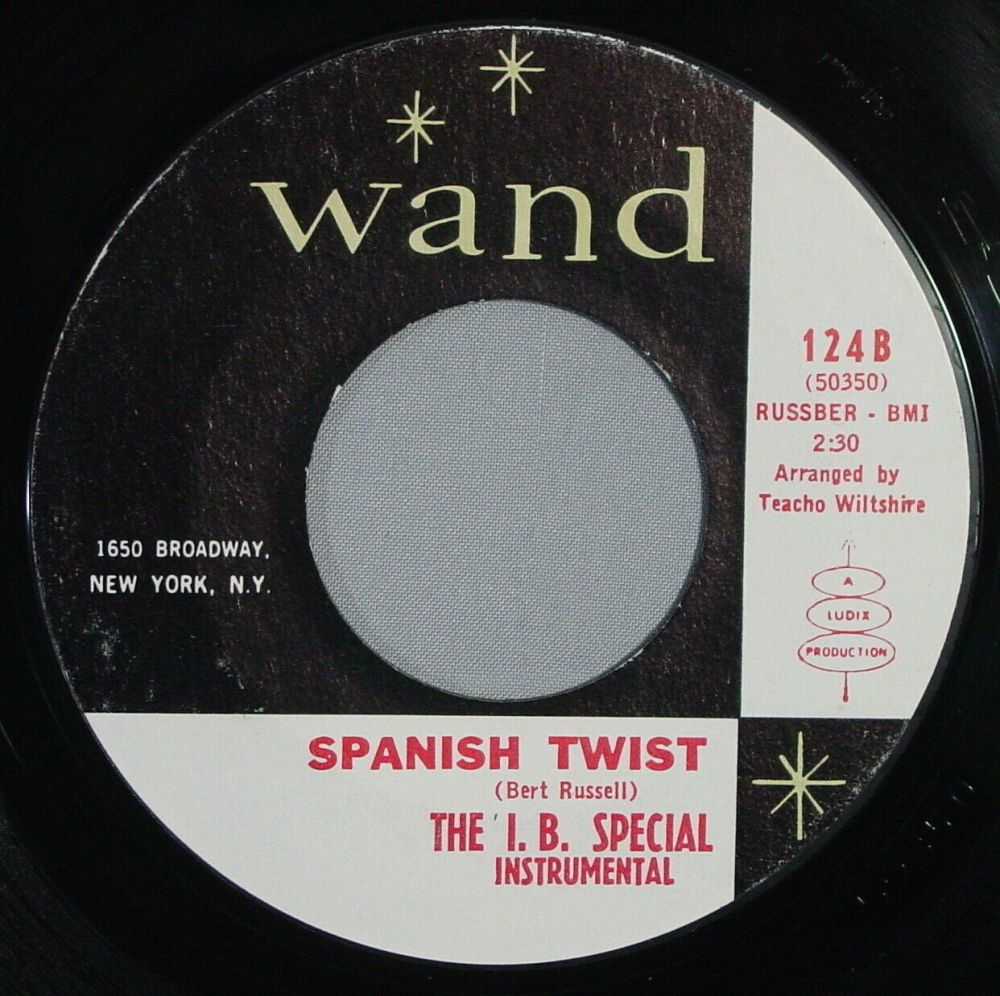 wand
124B
(50350)
RUSSBER - BMI
2:30
Arranged by
Teacho Wiltshire
A
LUDIX
PRODUCTION
1650 BROADWAY,
NEW YORK, N.Y.
SPANISH TWIST
(Bert Russell)
THE I. B. SPECIAL
INSTRUMENTAL